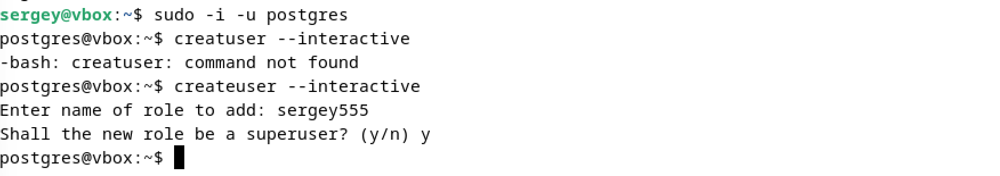 sergey@vbox:~$ sudo -i -u postgres
postgres@vbox:~$ creatuser --interactive
-bash: creatuser: command not found
postgres@vbox:~$ createuser --interactive
Enter name of role to add: sergey555
Shall the new role be a superuser? (y/n) y
postgres@vbox:~$